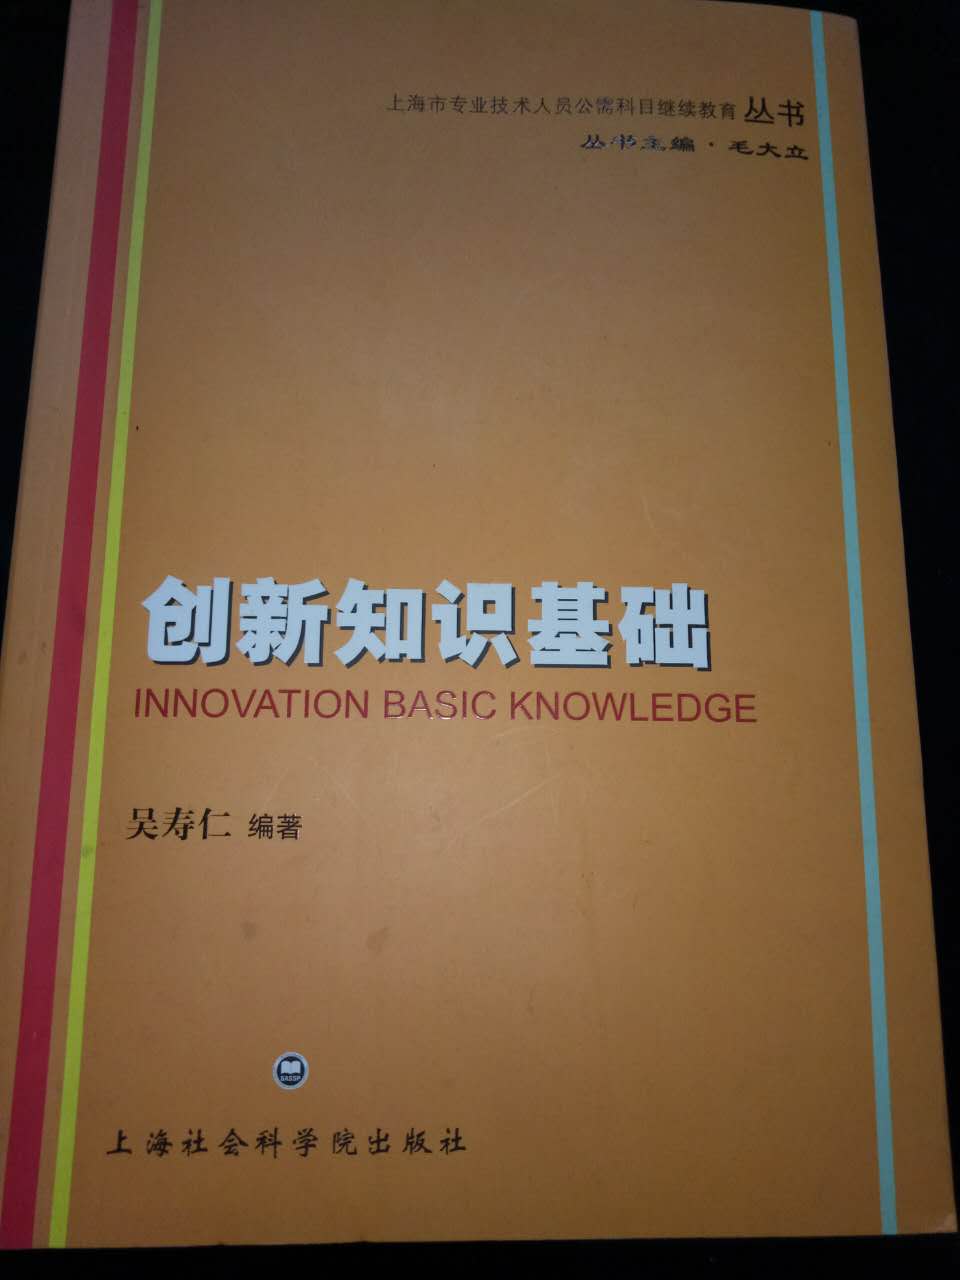 上海市专业技术人员公需科目继续教育 丛书
丛书主编·毛大立
创新知识基础
INNOVATION BASIC KNOWLEDGE
吴寿仁 编著
SASSP
上海社会科学院出版社